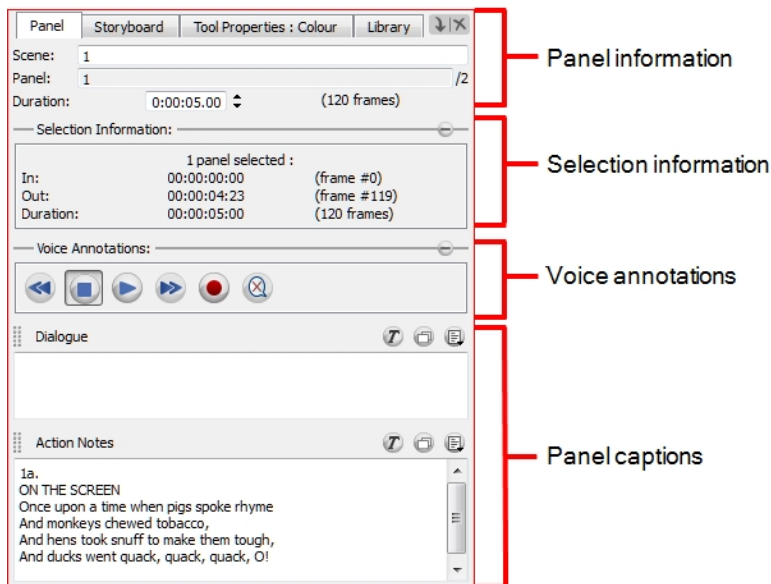 Panel Storyboard Tool Properties : Colour Library
Scene: 1
Panel: 1 /2
Duration: 0:00:05.00 (120 frames)
Panel information
Selection Information:
1 panel selected :
In: 00:00:00:00 (frame #0)
Out: 00:00:04:23 (frame #119)
Duration: 00:00:05:00 (120 frames)
Selection information
Voice Annotations:
Voice annotations
Dialogue T
Action Notes T
1a.
ON THE SCREEN
Once upon a time when pigs spoke rhyme
And monkeys chewed tobacco,
And hens took snuff to make them tough,
And ducks went quack, quack, quack, O!
Panel captions